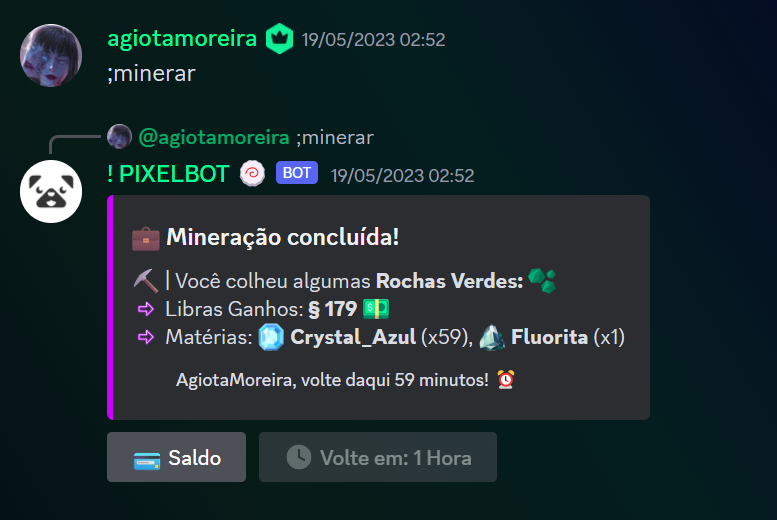 agiotamoreira 19/05/2023 02:52
;minerar
@agiotamoreira ;minerar
! PIXELBOT BOT 19/05/2023 02:52
Mineração concluída!
| Você colheu algumas Rochas Verdes:
Libras Ganhos: § 179
Matérias: Crystal_Azul (x59), Fluorita (x1)
AgiotaMoreira, volte daqui 59 minutos!
Saldo Volte em: 1 Hora